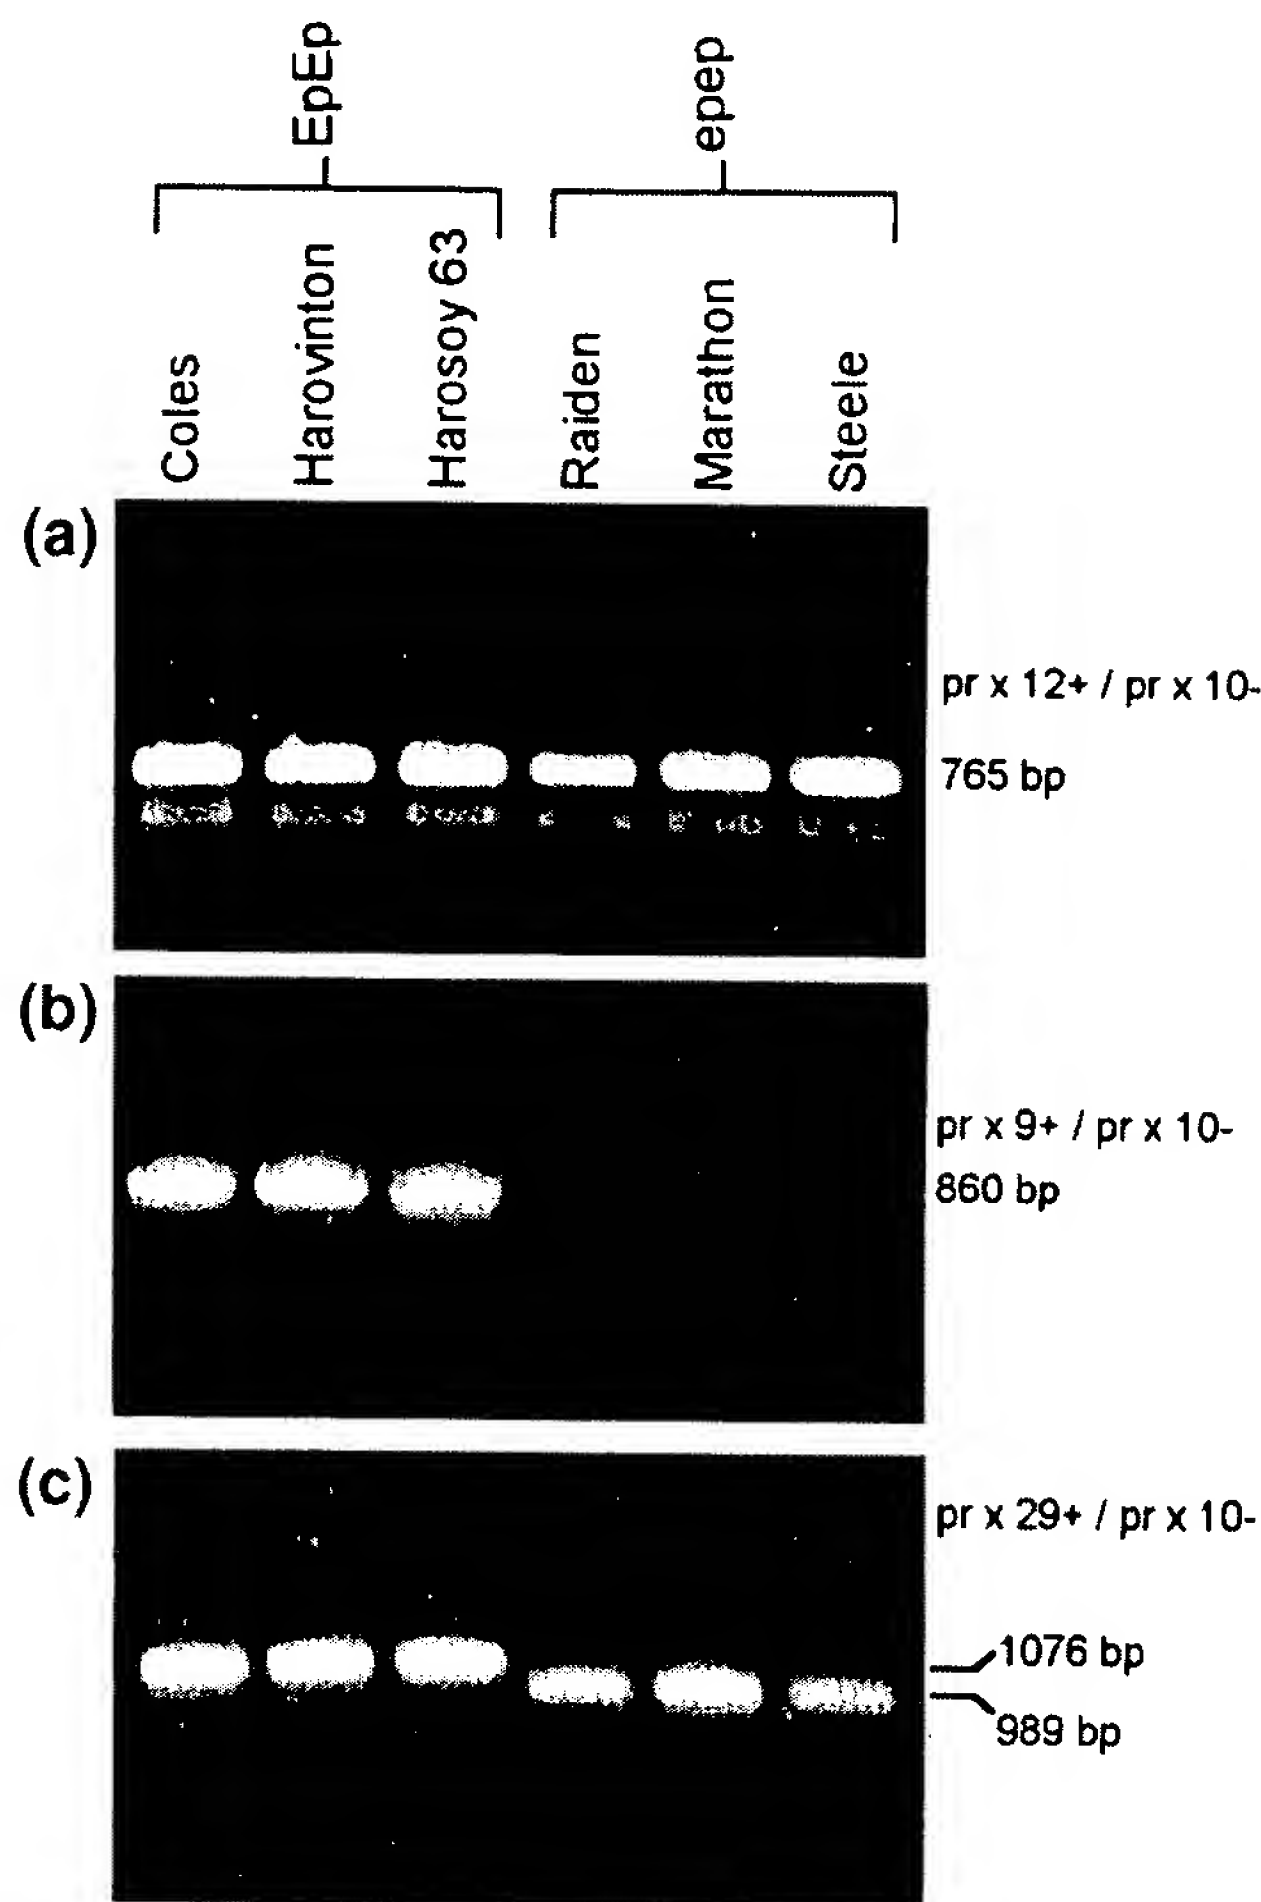 EpEp
epep
Coles
Harovinton
Harosoy 63
Raiden
Marathon
Steele
(a)
pr x 12+ / pr x 10-
765 bp
(b)
pr x 9+ / pr x 10-
860 bp
(c)
pr x 29+ / pr x 10-
1076 bp
989 bp